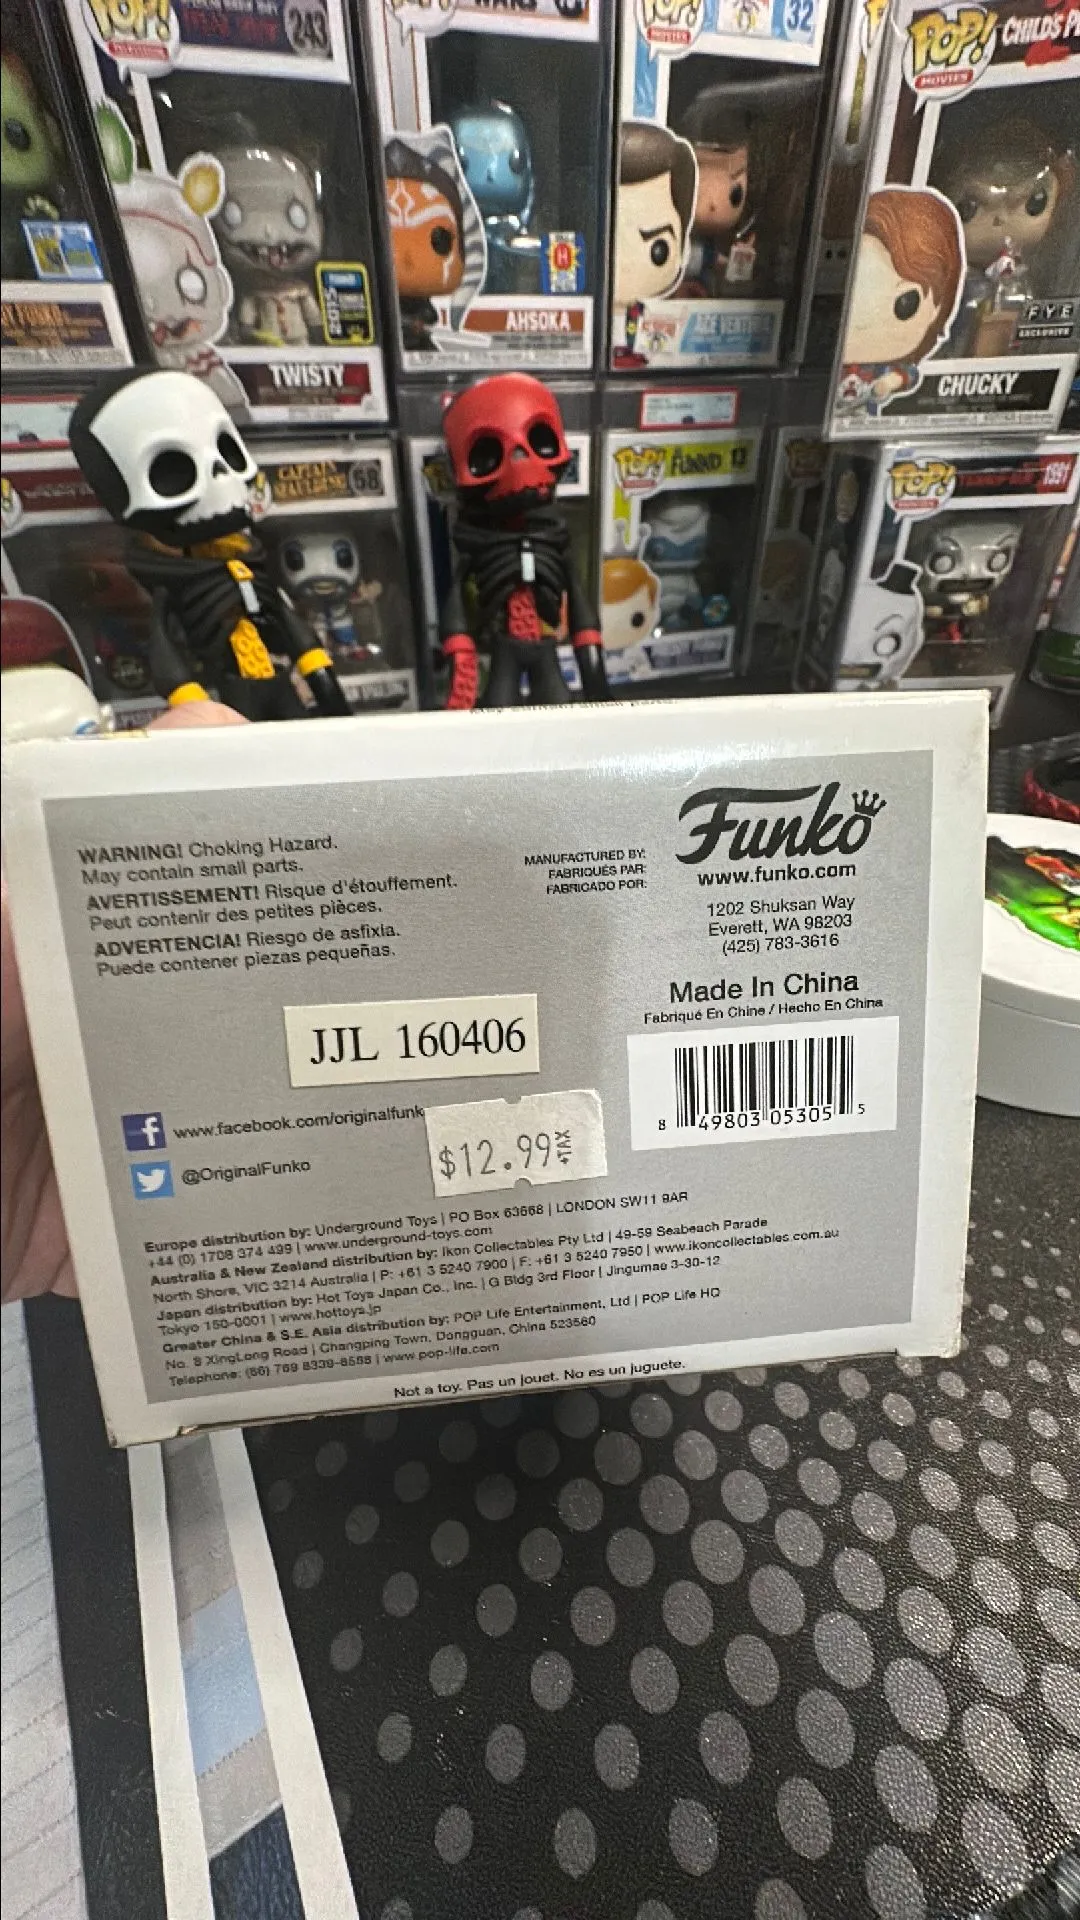 POP!
243
32
POP!
CHILD'S
MOVIES
H
2015
TWISTY
AHSOKA
ACE VENTURA
FYE
EXCLUSIVE
CHUCKY
CAPTAIN
SPAULDING
68
POP! FUNKO 13
POP!
1591
WARNING! Choking Hazard.
May contain small parts.
AVERTISSEMENT! Risque d'étouffement.
Peut contenir des petites pièces.
ADVERTENCIA! Riesgo de asfixia.
Puede contener piezas pequeñas.
MANUFACTURED BY:
FABRIQUÉS PAR:
FABRICADO POR:
Funko
www.funko.com
1202 Shuksan Way
Everett, WA 98203
(425) 783-3616
Made In China
Fabriqué En Chine / Hecho En China
JJL 160406
8 49803 05305 5
www.facebook.com/originalfunk
@OriginalFunko
$12.99 +TAX
Europe distribution by: Underground Toys | PO Box 63668 | LONDON SW11 9AR
+44 (0) 1708 374 499 | www.underground-toys.com
Australia & New Zealand distribution by: Ikon Collectables Pty Ltd | 49-59 Seabeach Parade
North Shore, VIC 3214 Australia | P: +61 3 5240 7900 | F: +61 3 5240 7950 | www.ikoncollectables.com.au
Japan distribution by: Hot Toys Japan Co., Inc. | G Bldg 3rd Floor | Jingumae 3-30-12
Tokyo 150-0001 | www.hottoys.jp
Greater China & S.E. Asia distribution by: POP Life Entertainment, Ltd | POP Life HQ
No. 8 XingLong Road | Changping Town, Dongguan, China 523560
Telephone: (86) 769 8339-8588 | www.pop-life.com
Not a toy. Pas un jouet. No es un juguete.